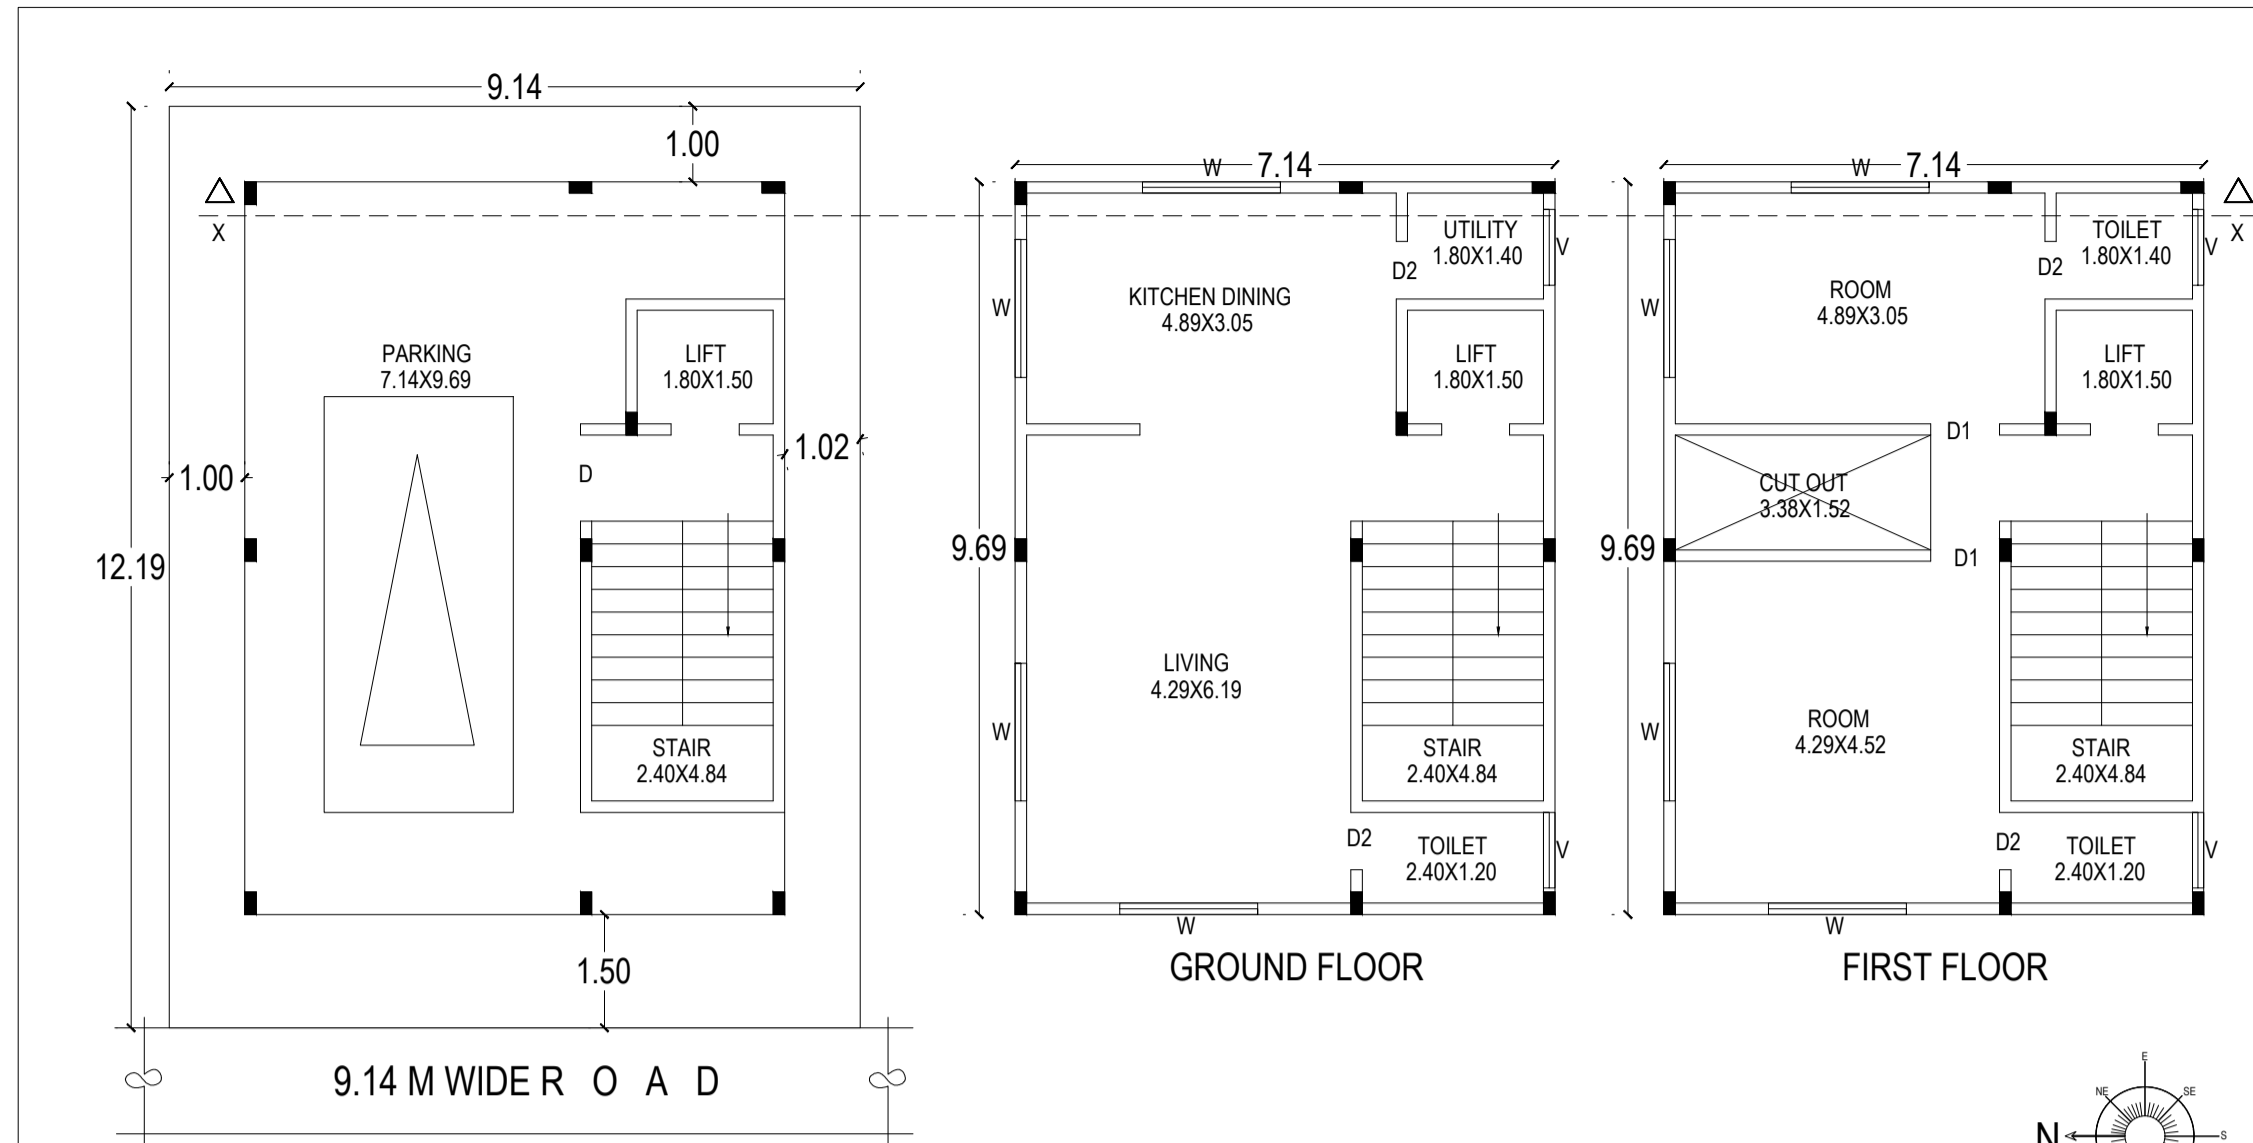 9.14
1.00
X
PARKING
7.14X9.69
LIFT
1.80X1.50
1.02
1.00
D
12.19
STAIR
2.40X4.84
1.50
9.14 M WIDE R O A D
W
7.14
UTILITY
1.80X1.40
V
D2
KITCHEN DINING
4.89X3.05
W
LIFT
1.80X1.50
9.69
LIVING
4.29X6.19
W
STAIR
2.40X4.84
D2
TOILET
2.40X1.20
V
W
GROUND FLOOR
W
7.14
TOILET
1.80X1.40
V
X
D2
ROOM
4.89X3.05
W
LIFT
1.80X1.50
D1
CUT OUT
3.38X1.52
9.69
D1
ROOM
4.29X4.52
W
STAIR
2.40X4.84
D2
TOILET
2.40X1.20
V
W
FIRST FLOOR
E
NE
SE
N
S